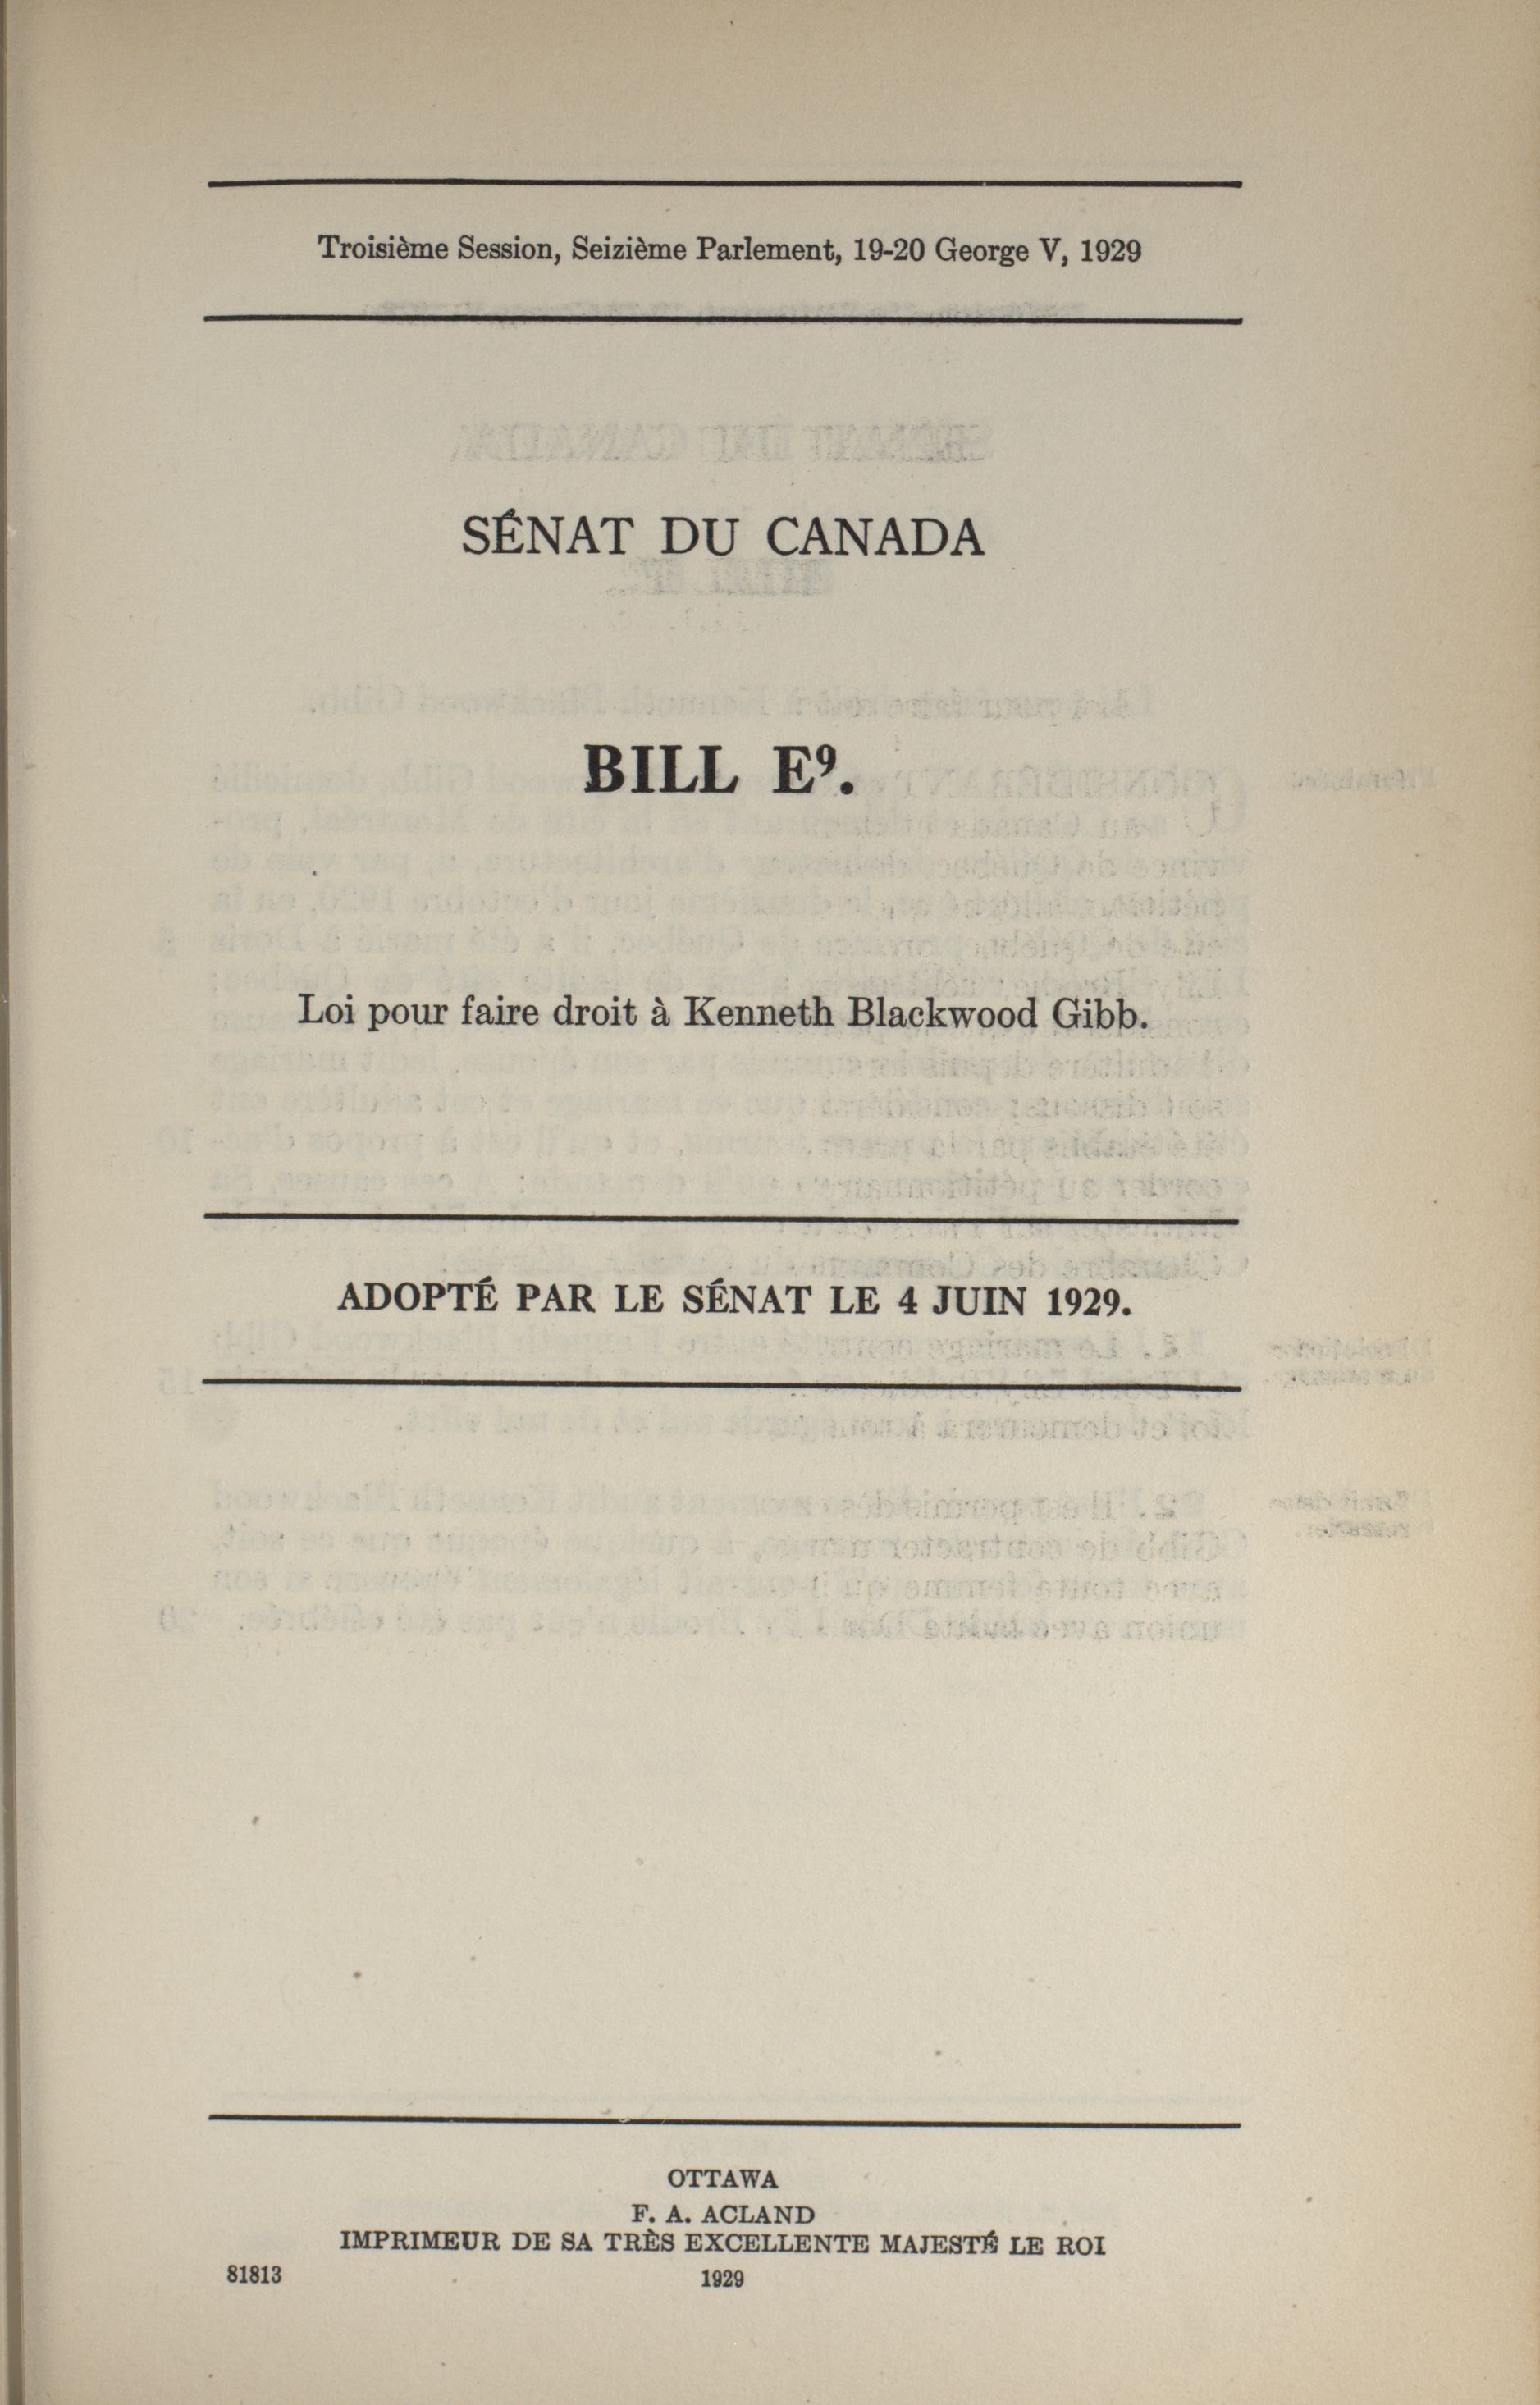 Troisième Session, Seizième Parlement, 19-20 George V, 1929
SÉNAT DU CANADA
BILL E⁹.
Loi pour faire droit à Kenneth Blackwood Gibb.
ADOPTÉ PAR LE SÉNAT LE 4 JUIN 1929.
OTTAWA
F. A. ACLAND
IMPRIMEUR DE SA TRÈS EXCELLENTE MAJESTÉ LE ROI
81813
1929